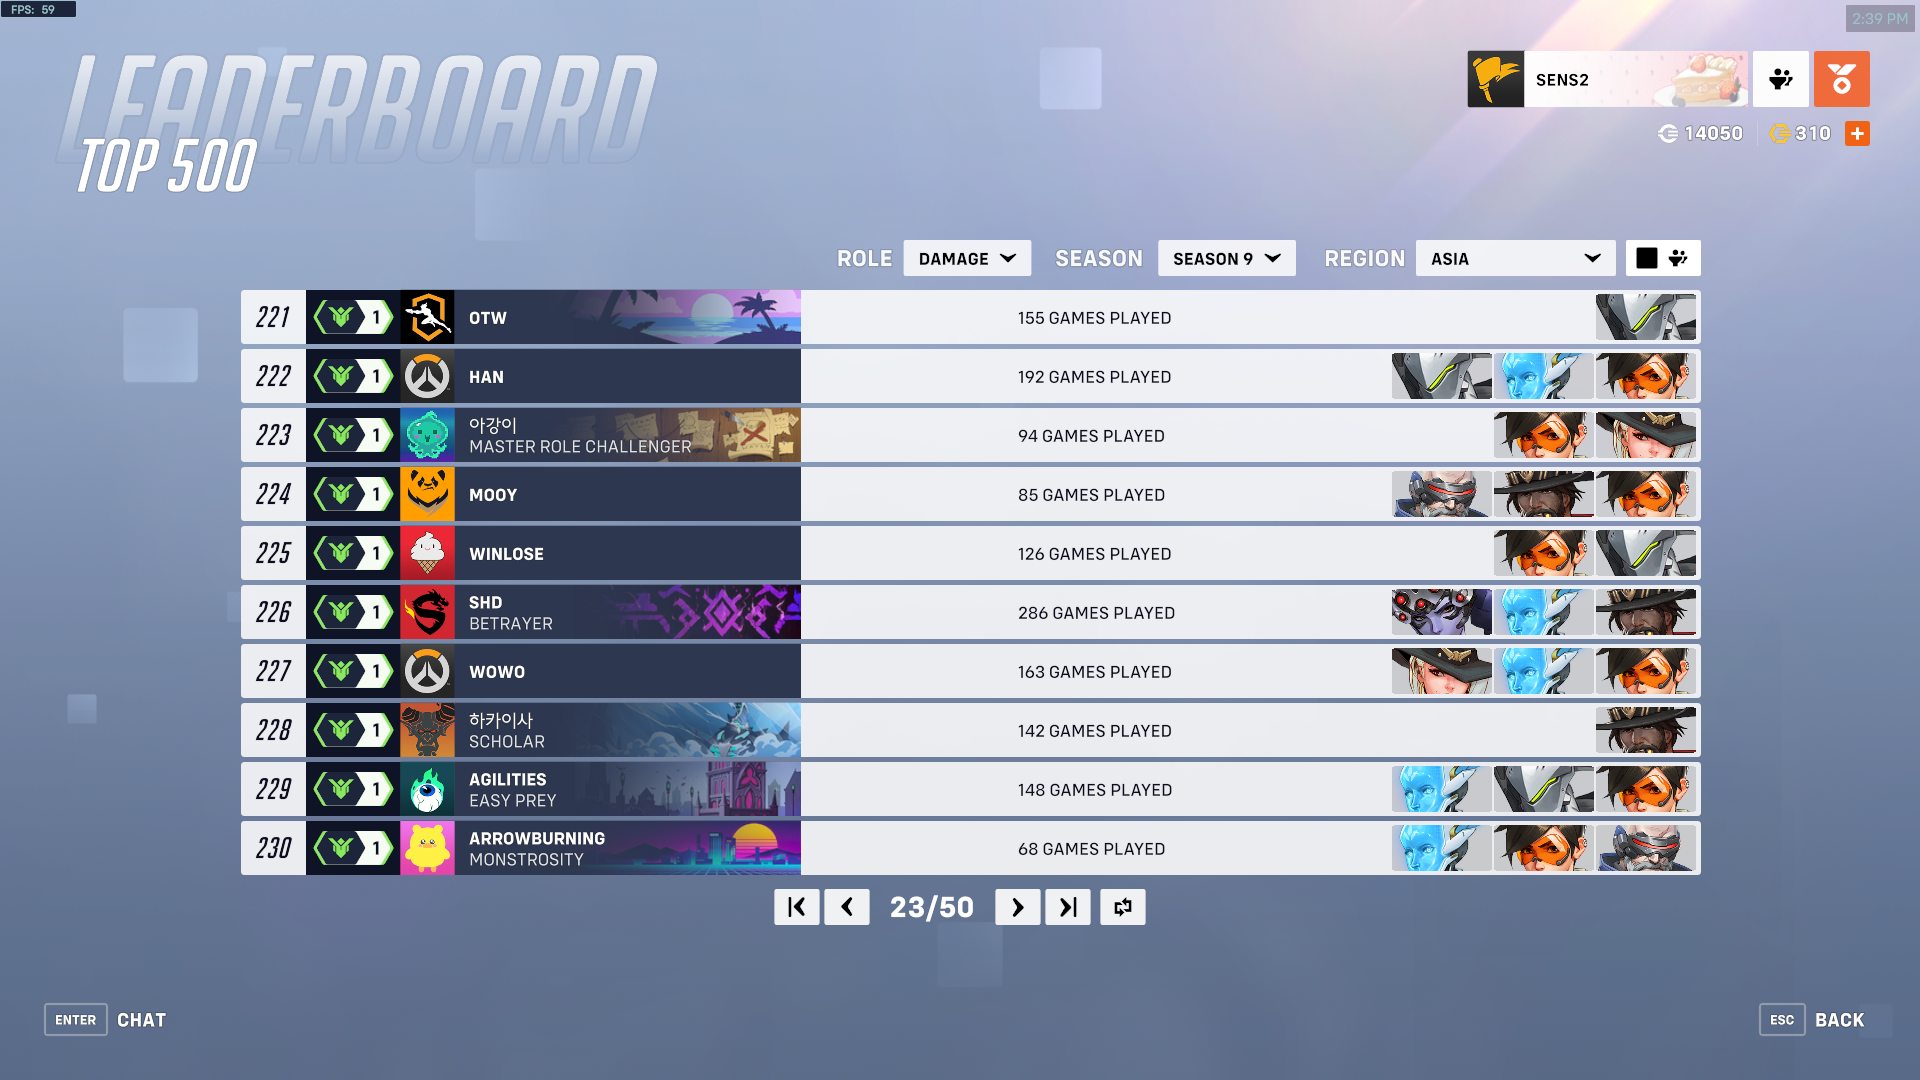 FPS: 59
2:39 PM
LEADERBOARD
TOP 500
SENS2
14050
310
ROLE DAMAGE SEASON SEASON 9 REGION ASIA
221 1 OTW 155 GAMES PLAYED
222 1 HAN 192 GAMES PLAYED
223 1 아강이 94 GAMES PLAYED
MASTER ROLE CHALLENGER
224 1 MOOY 85 GAMES PLAYED
225 1 WINLOSE 126 GAMES PLAYED
226 1 SHD 286 GAMES PLAYED
BETRAYER
227 1 WOWO 163 GAMES PLAYED
228 1 하카이사 142 GAMES PLAYED
SCHOLAR
229 1 AGILITIES 148 GAMES PLAYED
EASY PREY
230 1 ARROWBURNING 68 GAMES PLAYED
MONSTROSITY
23/50
ENTER CHAT
ESC BACK